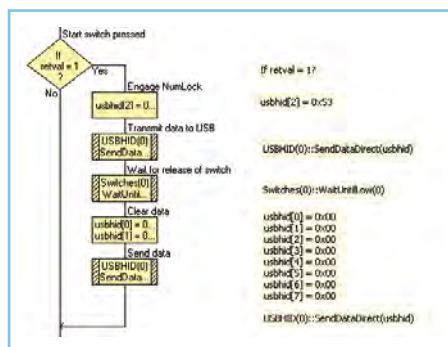 Start switch pressed
If
retval = 1
?
Yes
No
If retval = 1?
Engage NumLock
usbhid[2] = 0...
usbhid[2] = 0x53
Transmit data to USB
USBHID(0)
SendData...
USBHID(0)::SendDataDirect(usbhid)
Wait for release of switch
Switches(0)
WaitUntil...
Switches(0)::WaitUntilLow(0)
Clear data
usbhid[0] = 0...
usbhid[1] = 0...
usbhid[0] = 0x00
usbhid[1] = 0x00
usbhid[2] = 0x00
usbhid[3] = 0x00
usbhid[4] = 0x00
usbhid[5] = 0x00
usbhid[6] = 0x00
usbhid[7] = 0x00
Send data
USBHID(0)
SendData...
USBHID(0)::SendDataDirect(usbhid)